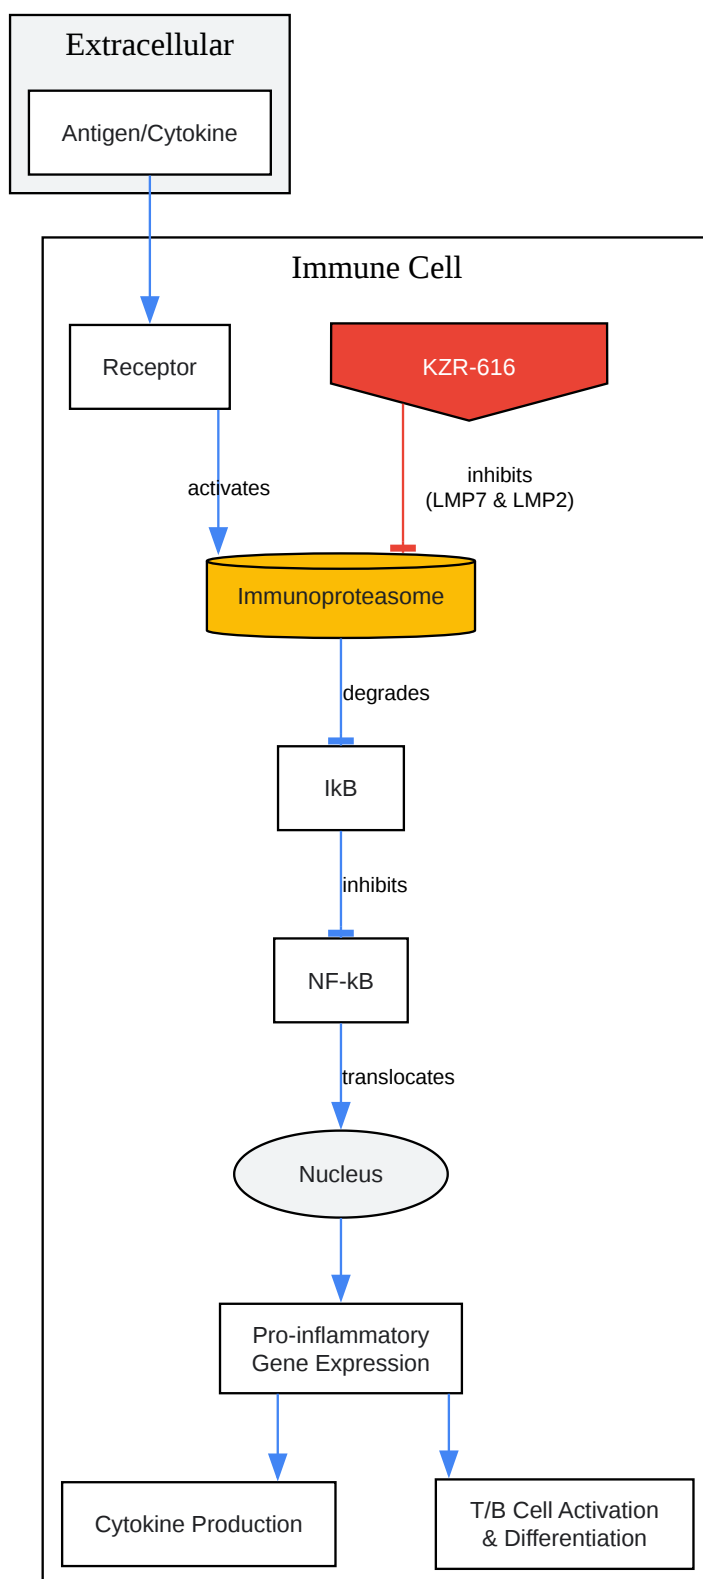 Extracellular
Antigen/Cytokine
Immune Cell
Receptor
KZR-616
activates
inhibits
(LMP7 & LMP2)
Immunoproteasome
degrades
IkB
inhibits
NF-kB
translocates
Nucleus
Pro-inflammatory
Gene Expression
Cytokine Production
T/B Cell Activation
& Differentiation